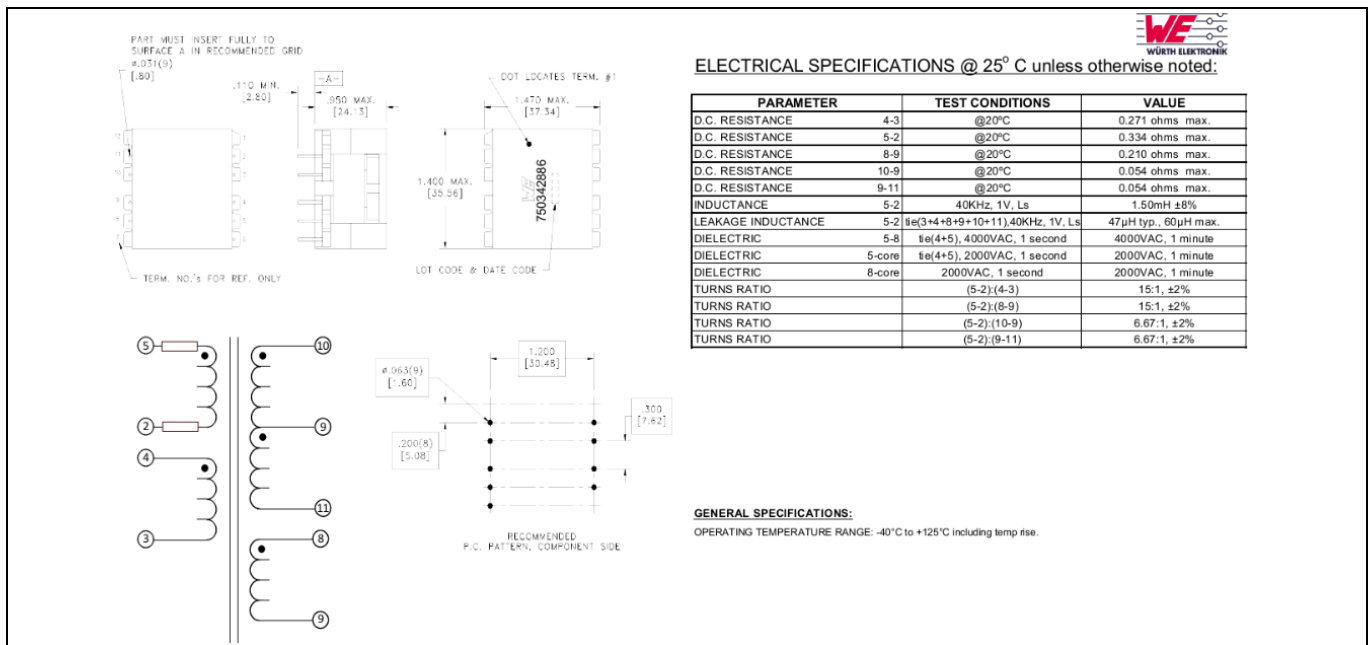 PART MUST INSERT FULLY TO
SURFACE A IN RECOMMENDED GRID
ø.031(9)
[.80]
.110 MIN.
[2.80]
-A-
.950 MAX.
[24.13]
DOT LOCATES TERM. #1
1.470 MAX.
[37.34]
1.400 MAX.
[35.56]
WE
750342886
LOT CODE & DATE CODE
TERM. NO.'s FOR REF. ONLY
WE
WÜRTH ELEKTRONIK
ELECTRICAL SPECIFICATIONS @ 25° C unless otherwise noted:
PARAMETER TEST CONDITIONS VALUE
D.C. RESISTANCE 4-3 @20ºC 0.271 ohms max.
D.C. RESISTANCE 5-2 @20ºC 0.334 ohms max.
D.C. RESISTANCE 8-9 @20ºC 0.210 ohms max.
D.C. RESISTANCE 10-9 @20ºC 0.054 ohms max.
D.C. RESISTANCE 9-11 @20ºC 0.054 ohms max.
INDUCTANCE 5-2 40KHz, 1V, Ls 1.50mH ±8%
LEAKAGE INDUCTANCE 5-2 tie(3+4+8+9+10+11),40KHz, 1V, Ls 47µH typ., 60µH max.
DIELECTRIC 5-8 tie(4+5), 4000VAC, 1 second 4000VAC, 1 minute
DIELECTRIC 5-core tie(4+5), 2000VAC, 1 second 2000VAC, 1 minute
DIELECTRIC 8-core 2000VAC, 1 second 2000VAC, 1 minute
TURNS RATIO (5-2):(4-3) 15:1, ±2%
TURNS RATIO (5-2):(8-9) 15:1, ±2%
TURNS RATIO (5-2):(10-9) 6.67:1, ±2%
TURNS RATIO (5-2):(9-11) 6.67:1, ±2%
5
2
4
3
10
9
11
8
9
ø.063(9)
[1.60]
1.200
[30.48]
.300
[7.62]
.200(8)
[5.08]
RECOMMENDED
P.C. PATTERN, COMPONENT SIDE
GENERAL SPECIFICATIONS:
OPERATING TEMPERATURE RANGE: -40°C to +125°C including temp rise.